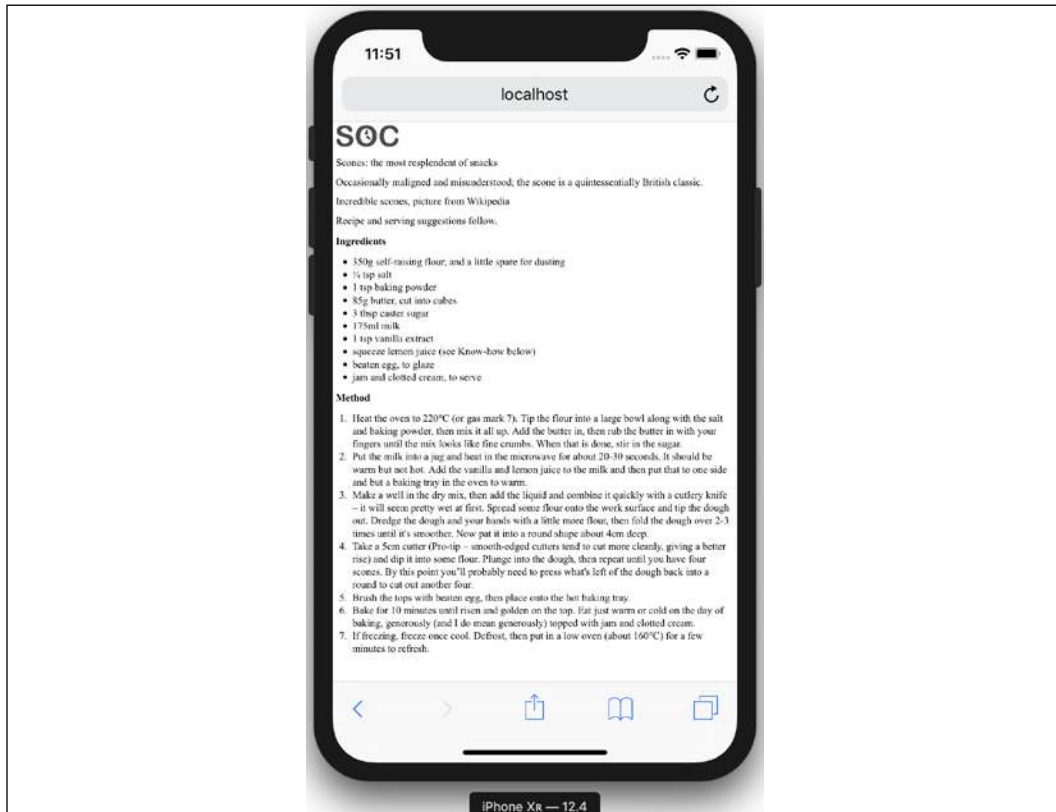 11:51
localhost
SOC
Scones: the most resplendent of snacks
Occasionally maligned and misunderstood; the scone is a quintessentially British classic.
Incredible scones, picture from Wikipedia
Recipe and serving suggestions follow.
Ingredients
• 350g self-raising flour, and a little spare for dusting
• ¼ tsp salt
• 1 tsp baking powder
• 85g butter, cut into cubes
• 3 tbsp caster sugar
• 175ml milk
• 1 tsp vanilla extract
• squeeze lemon juice (see Know-how below)
• beaten egg, to glaze
• jam and clotted cream, to serve
Method
1. Heat the oven to 220°C (or gas mark 7). Tip the flour into a large bowl along with the salt
and baking powder, then mix it all up. Add the butter in, then rub the butter in with your
fingers until the mix looks like fine crumbs. When that is done, stir in the sugar.
2. Put the milk into a jug and heat in the microwave for about 20-30 seconds. It should be
warm but not hot. Add the vanilla and lemon juice to the milk and then put that to one side
and but a baking tray in the oven to warm.
3. Make a well in the dry mix, then add the liquid and combine it quickly with a cutlery knife
– it will seem pretty wet at first. Spread some flour onto the work surface and tip the dough
out. Dredge the dough and your hands with a little more flour, then fold the dough over 2-3
times until it's smoother. Now pat it into a round shape about 4cm deep.
4. Take a 5cm cutter (Pro-tip – smooth-edged cutters tend to cut more cleanly, giving a better
rise) and dip it into some flour. Plunge into the dough, then repeat until you have four
scones. By this point you'll probably need to press what's left of the dough back into a
round to cut out another four.
5. Brush the tops with beaten egg, then place onto the hot baking tray.
6. Bake for 10 minutes until risen and golden on the top. Eat just warm or cold on the day of
baking, generously (and I do mean generously) topped with jam and clotted cream.
7. If freezing, freeze once cool. Defrost, then put in a low oven (about 160°C) for a few
minutes to refresh.
iPhone XR — 12.4